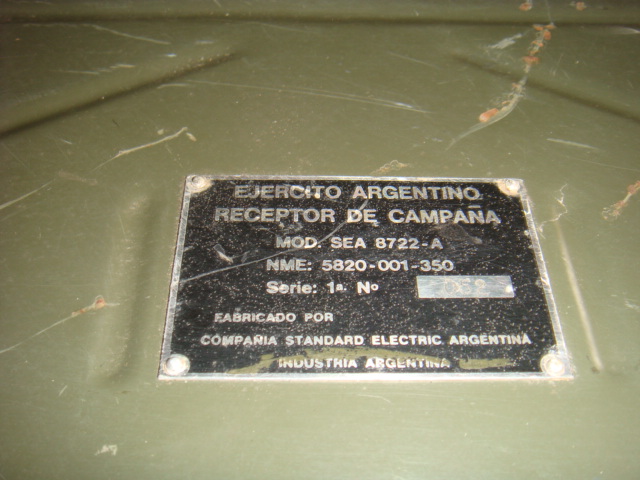 EJERCITO ARGENTINO
RECEPTOR DE CAMPAÑA
MOD. SEA 8722-A
NME: 5820-001-350
Serie: 1ª Nº
FABRICADO POR
COMPAÑIA STANDARD ELECTRIC ARGENTINA
INDUSTRIA ARGENTINA